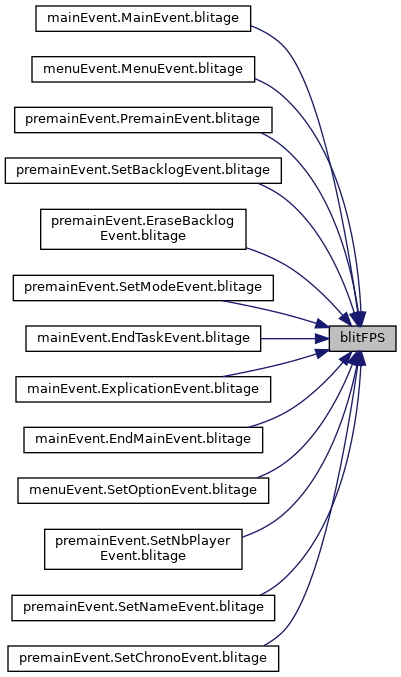 mainEvent.MainEvent.blitage
menuEvent.MenuEvent.blitage
premainEvent.PremainEvent.blitage
premainEvent.SetBacklogEvent.blitage
premainEvent.EraseBacklog
Event.blitage
premainEvent.SetModeEvent.blitage
mainEvent.EndTaskEvent.blitage
blitFPS
mainEvent.ExplicationEvent.blitage
mainEvent.EndMainEvent.blitage
menuEvent.SetOptionEvent.blitage
premainEvent.SetNbPlayer
Event.blitage
premainEvent.SetNameEvent.blitage
premainEvent.SetChronoEvent.blitage